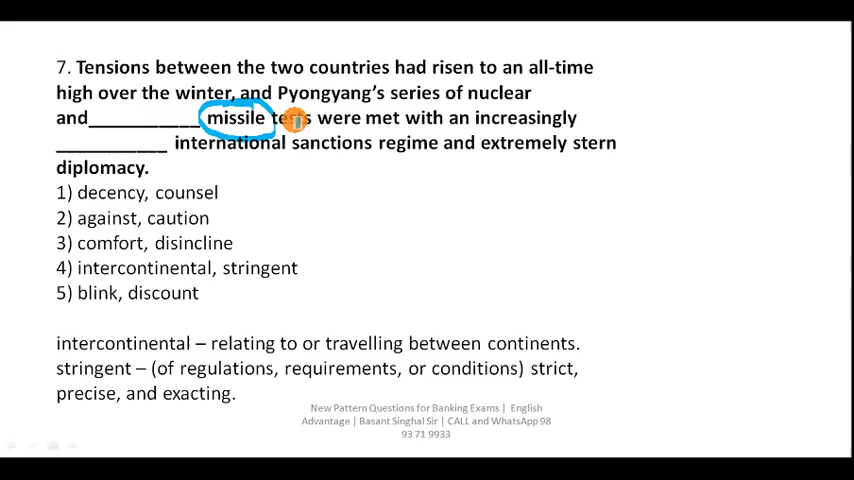 7. Tensions between the two countries had risen to an all-time
high over the winter, and Pyongyang's series of nuclear
and___________ missile tests were met with an increasingly
___________ international sanctions regime and extremely stern
diplomacy.
1) decency, counsel
2) against, caution
3) comfort, disincline
4) intercontinental, stringent
5) blink, discount
intercontinental – relating to or travelling between continents.
stringent – (of regulations, requirements, or conditions) strict,
precise, and exacting.
New Pattern Questions for Banking Exams | English
Advantage | Basant Singhal Sir | CALL and WhatsApp 98
93 71 9933